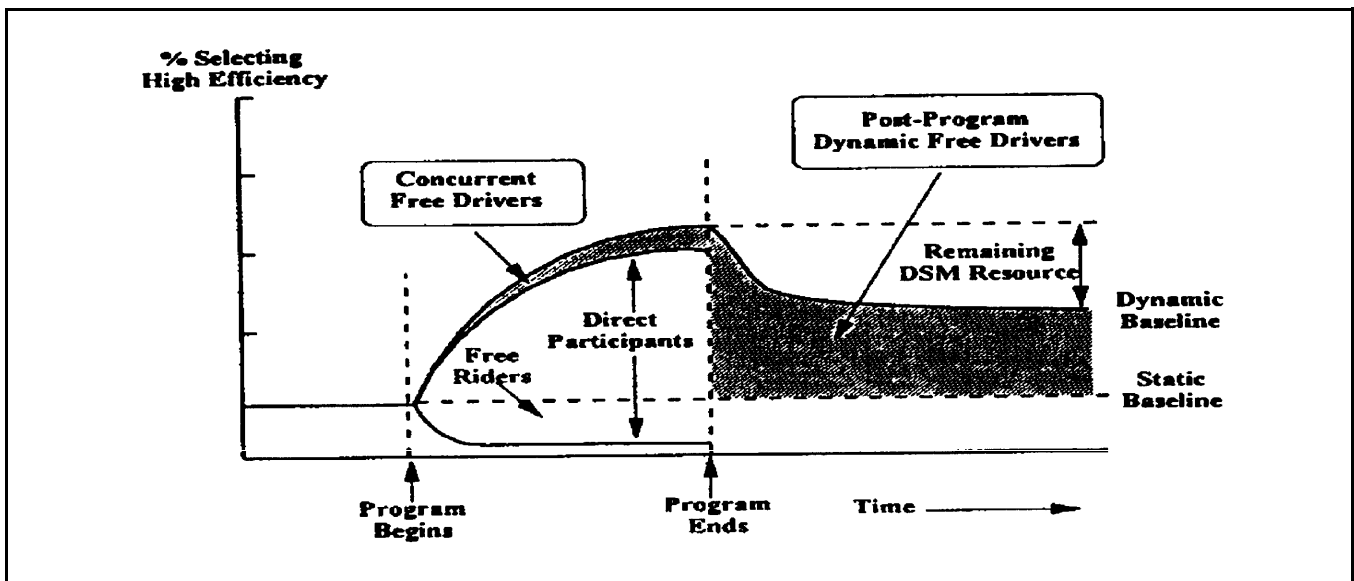 % Selecting
High Efficiency
Post-Program
Dynamic Free Drivers
Concurrent
Free Drivers
Remaining
DSM Resource
Dynamic
Baseline
Direct
Participants
Free
Riders
Static
Baseline
Program
Begins
Program
Ends
Time